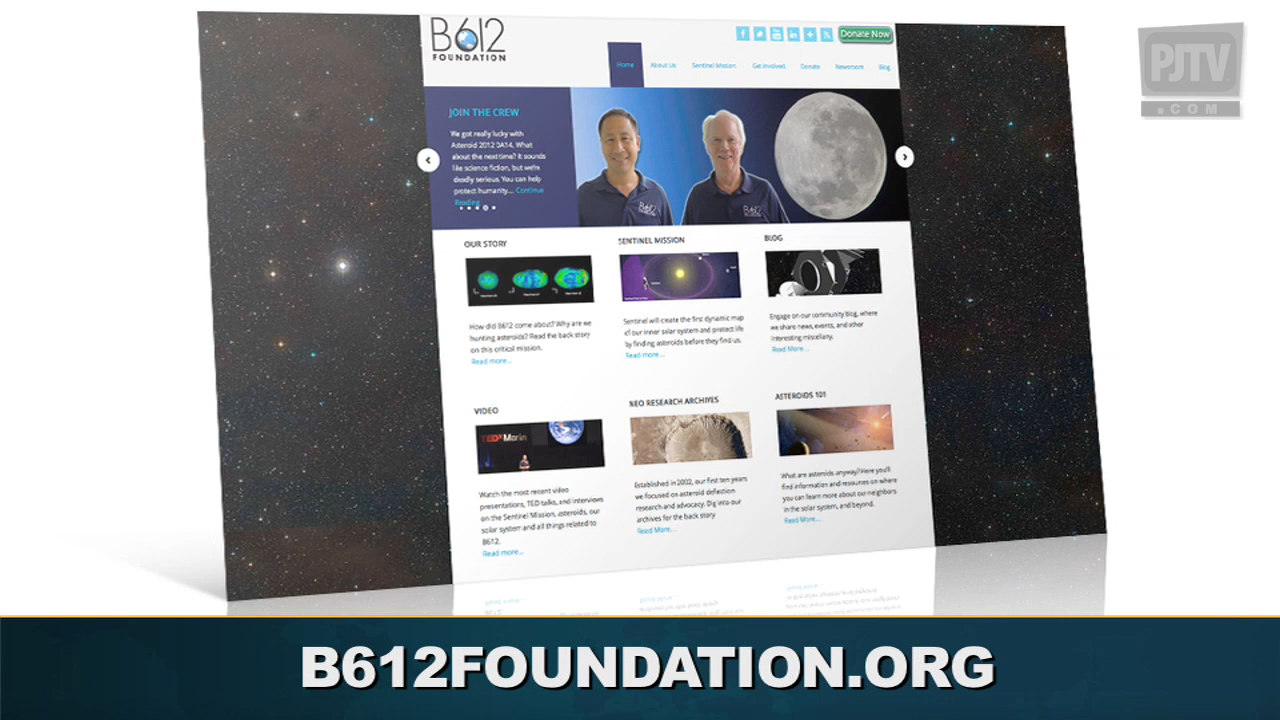 B612
FOUNDATION
Donate Now
Home
About Us
Sentinel Mission
Get Involved
Donate
Newsroom
Blog
PJTV
.COM
JOIN THE CREW
We got really lucky with
Asteroid 2012 DA14. What
about the next time? It sounds
like science fiction, but we're
deadly serious. You can help
protect humanity... Continue
Reading
B612
B612
OUR STORY
How did B612 come about? Why are we
hunting asteroids? Read the back story
on this critical mission.
Read more...
SENTINEL MISSION
Sentinel will create the first dynamic map
of our inner solar system and protect life
by finding asteroids before they find us.
Read more...
BLOG
Engage on our community blog, where
we share news, events, and other
interesting miscellany.
Read More...
VIDEO
TEDxMarin
Watch the most recent video
presentations, TED talks, and interviews
on the Sentinel Mission, asteroids, our
solar system and all things related to
B612.
Read more...
NEO RESEARCH ARCHIVES
Established in 2002, our first ten years
we focused on asteroid deflection
research and advocacy. Dig into our
archives for the back story.
Read More...
ASTEROIDS 101
What are asteroids anyway? Here you'll
find information and resources on where
you can learn more about our neighbors
in the solar system, and beyond.
Read More...
B612FOUNDATION.ORG